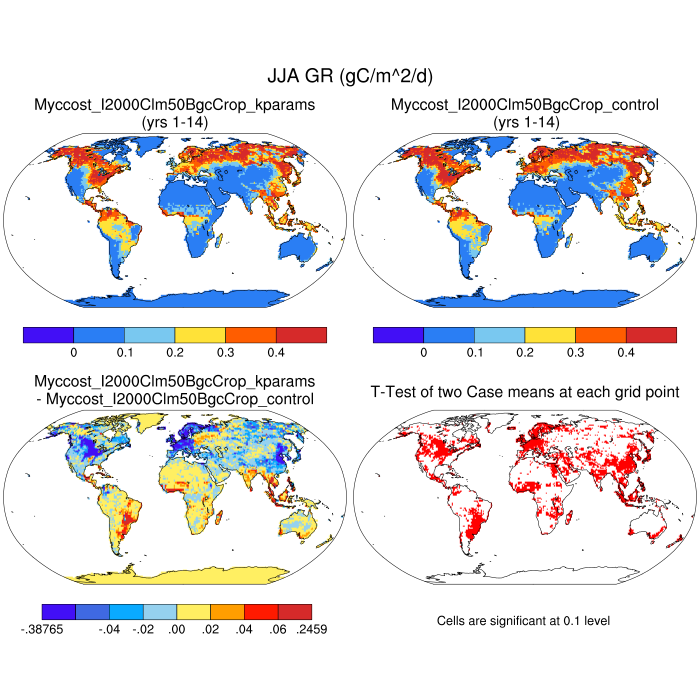 JJA GR (gC/m^2/d)
Myccost_I2000Clm50BgcCrop_kparams
(yrs 1-14)
Myccost_I2000Clm50BgcCrop_control
(yrs 1-14)
0 0.1 0.2 0.3 0.4
0 0.1 0.2 0.3 0.4
Myccost_I2000Clm50BgcCrop_kparams
- Myccost_I2000Clm50BgcCrop_control
T-Test of two Case means at each grid point
-.38765 -.04 -.02 .00 .02 .04 .06 .2459
Cells are significant at 0.1 level